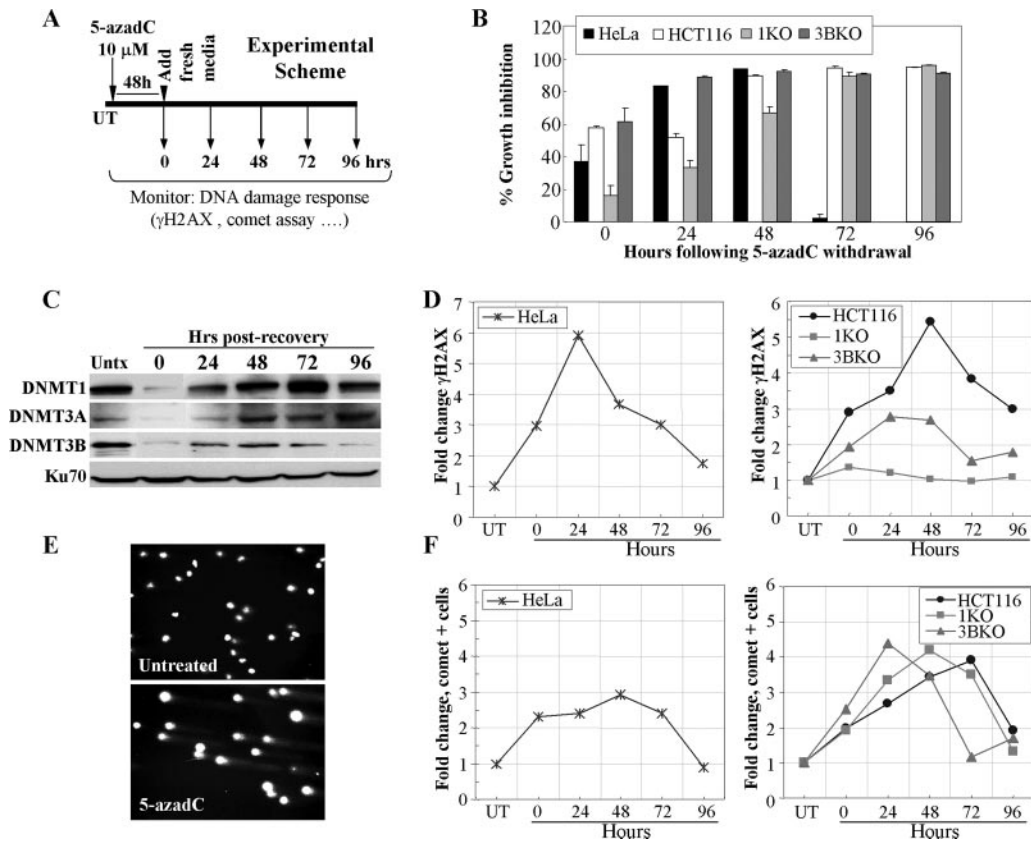 A
5-azadC
10 μM
48h
Add
fresh
media
Experimental
Scheme
UT
0 24 48 72 96 hrs
Monitor: DNA damage response
(γH2AX , comet assay ....)
B
HeLa HCT116 1KO 3BKO
% Growth inhibition
120
100
80
60
40
20
0
0 24 48 72 96
Hours following 5-azadC withdrawal
C
Hrs post-recovery
Untx 0 24 48 72 96
DNMT1
DNMT3A
DNMT3B
Ku70
D
Fold change γH2AX
7
6
5
4
3
2
1
0
HeLa
UT 0 24 48 72 96
Hours
Fold change γH2AX
6
5
4
3
2
1
0
HCT116
1KO
3BKO
UT 0 24 48 72 96
Hours
E
Untreated
5-azadC
F
Fold change, comet + cells
6
5
4
3
2
1
0
HeLa
UT 0 24 48 72 96
Hours
Fold change, comet + cells
6
5
4
3
2
1
0
HCT116
1KO
3BKO
UT 0 24 48 72 96
Hours